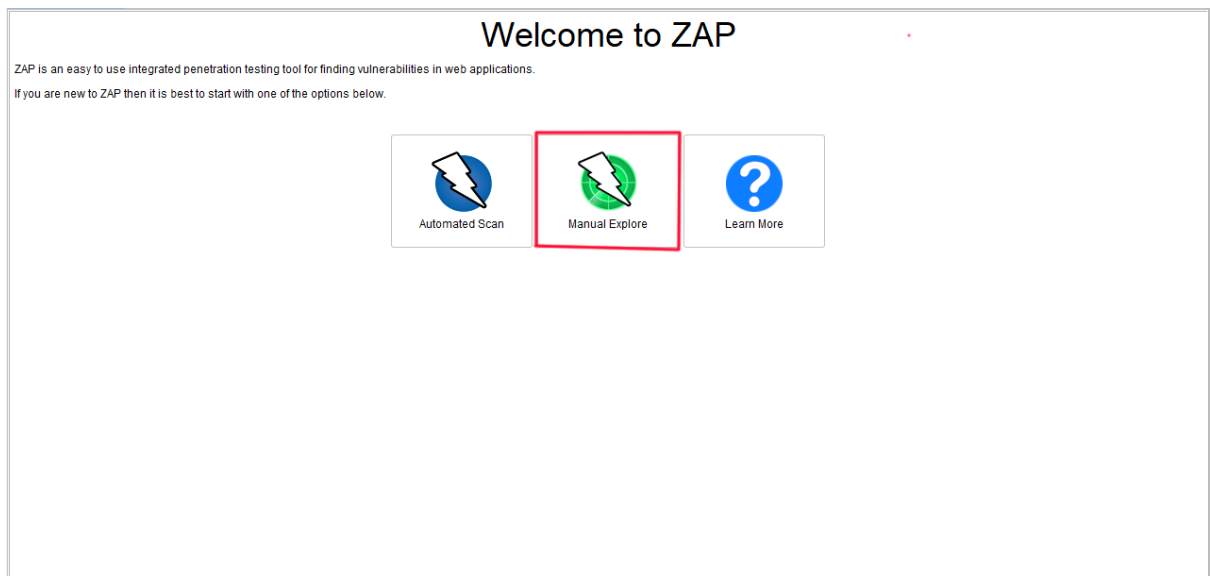 Welcome to ZAP
ZAP is an easy to use integrated penetration testing tool for finding vulnerabilities in web applications.
If you are new to ZAP then it is best to start with one of the options below.
Automated Scan
Manual Explore
Learn More